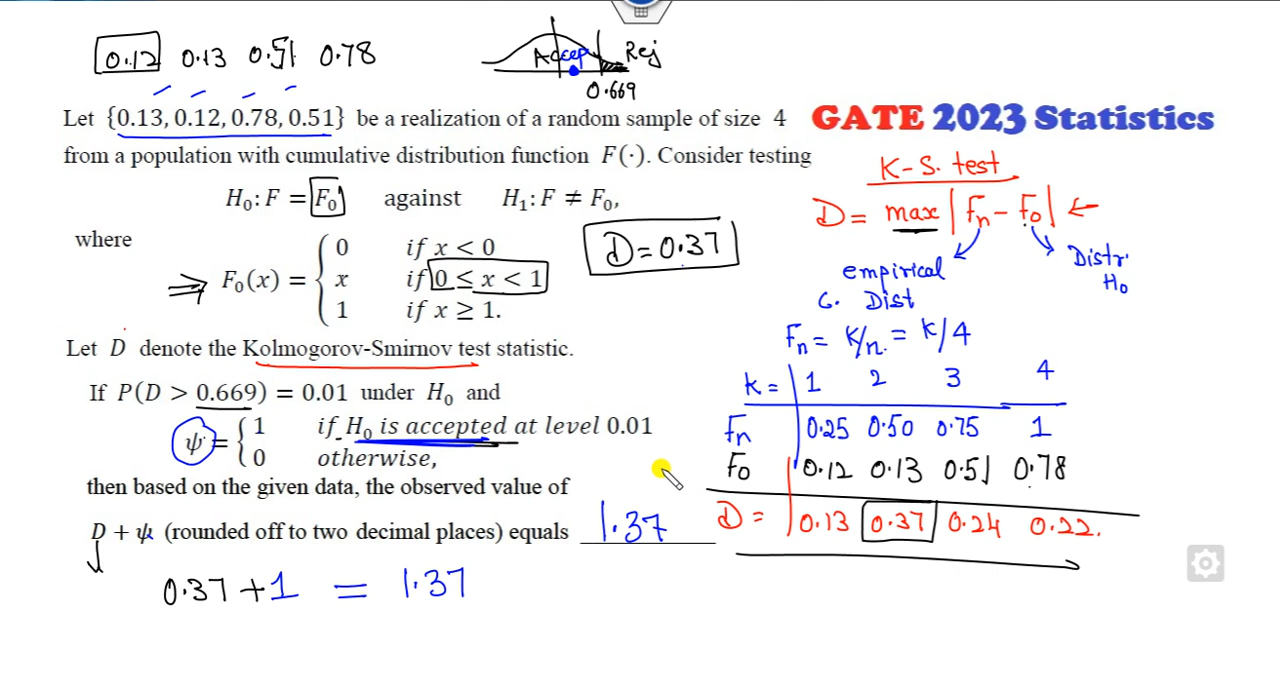 0.12 0.13 0.51 0.78
Accep Rej
0.669
Let {0.13, 0.12, 0.78, 0.51} be a realization of a random sample of size 4
GATE 2023 Statistics
from a population with cumulative distribution function F(·). Consider testing
H₀: F = F₀ against H₁: F ≠ F₀,
where
F₀(x) = { 0 if x < 0
x if 0 ≤ x < 1
1 if x ≥ 1.
D = 0.37
Let D denote the Kolmogorov-Smirnov test statistic.
If P(D > 0.669) = 0.01 under H₀ and
ψ = { 1 if H₀ is accepted at level 0.01
0 otherwise,
then based on the given data, the observed value of
D + ψ (rounded off to two decimal places) equals 1.37
0.37 + 1 = 1.37
K-S. test
D = max | Fn - F₀ | ←
empirical
C. Dist
Distr.
H₀
Fn = K/n = K/4
K = 1 2 3 4
Fn 0.25 0.50 0.75 1
F₀ 0.12 0.13 0.51 0.78
D = 0.13 0.37 0.24 0.22.